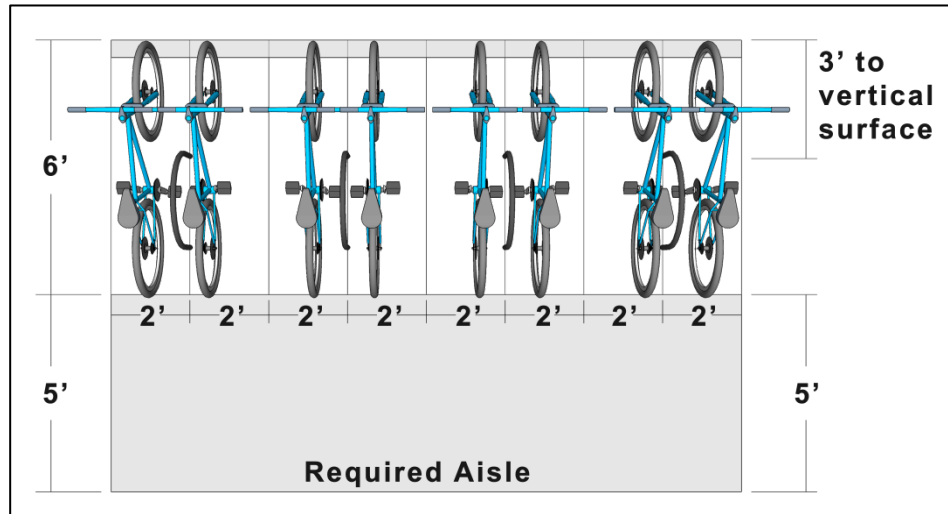 3’ to
vertical
surface
6’
2’ 2’ 2’ 2’ 2’ 2’ 2’ 2’
5’ 5’
Required Aisle